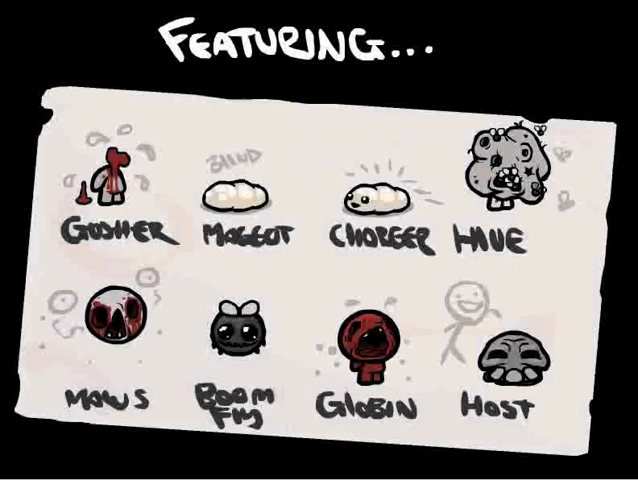 FEATURING...
BLIND
GUSHER MAGGOT CHARGER HIVE
MAWS BOOM FLY GLOBIN HOST